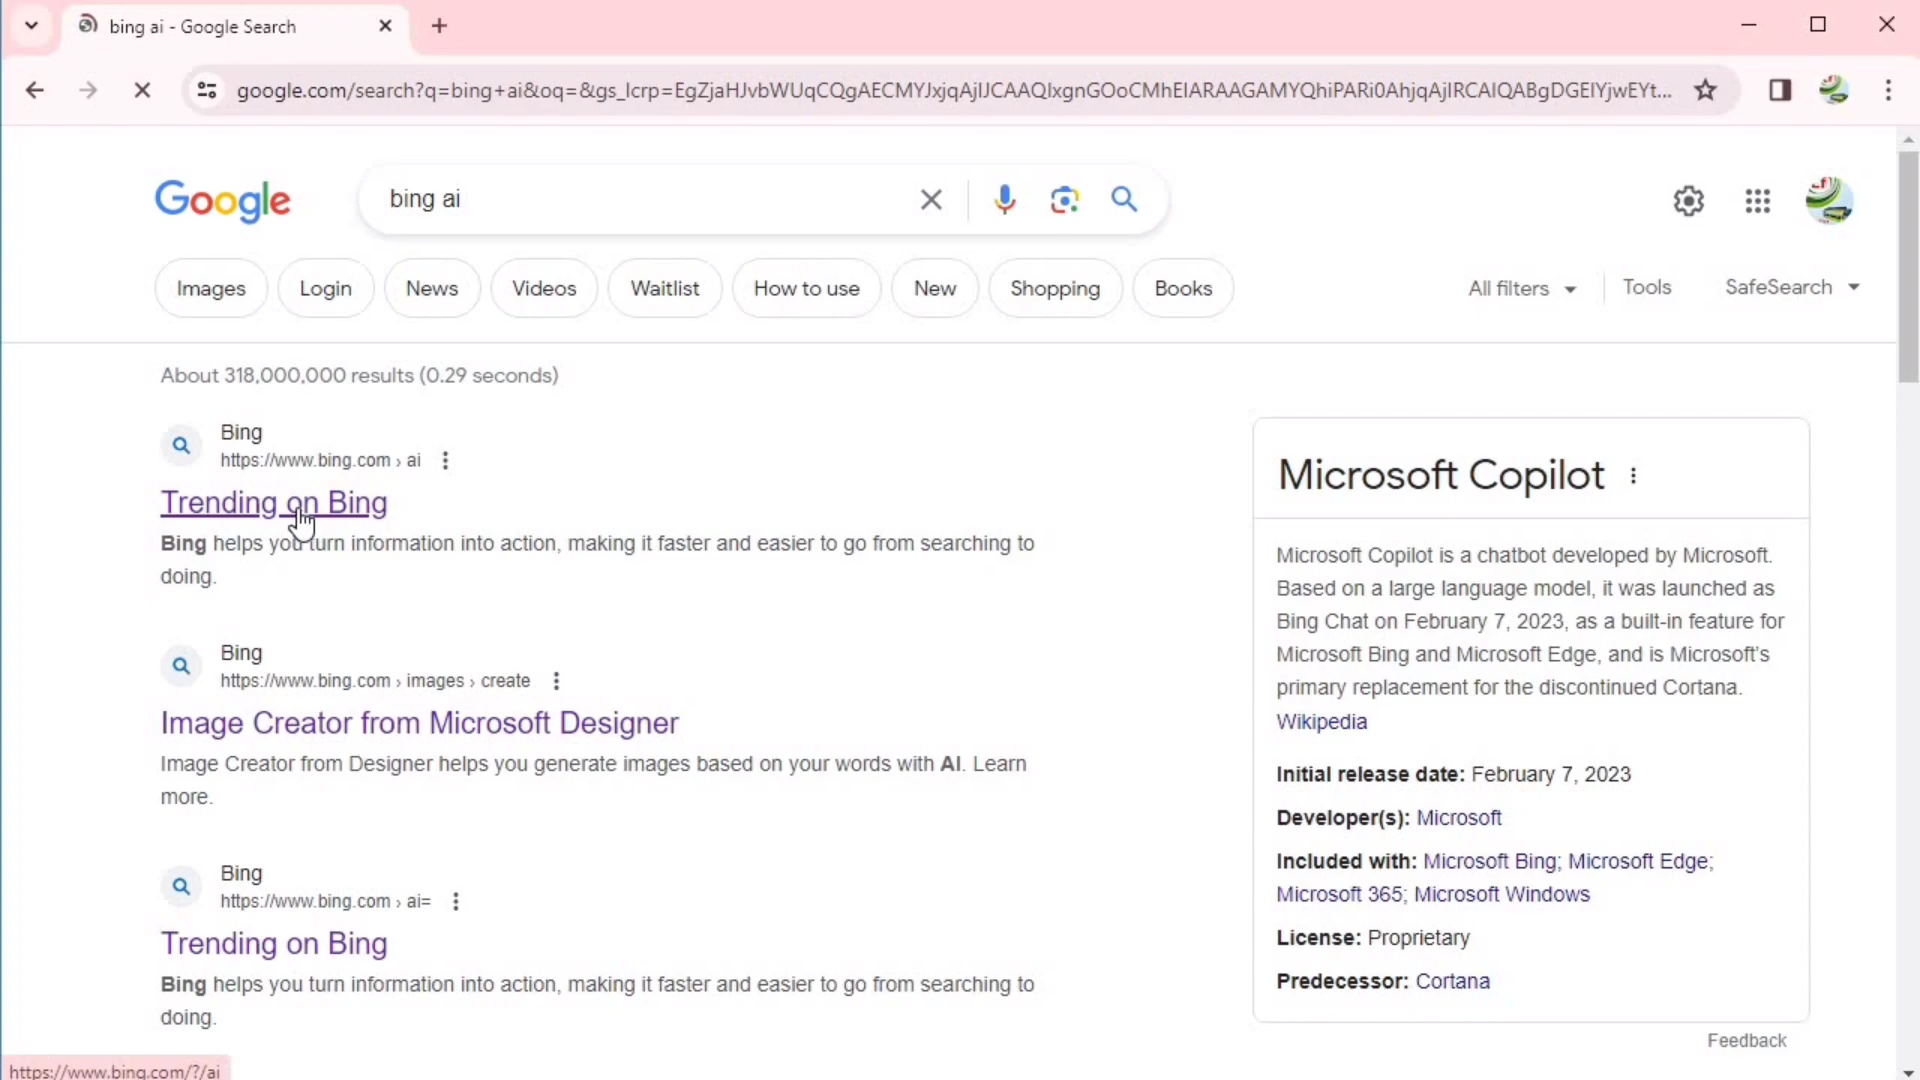 bing ai - Google Search
google.com/search?q=bing+ai&oq=&gs_lcrp=EgZjaHJvbWUqCQgAECMYJxjqAjIJCAAQIxgnGOoCMhEIARAAGAMYQhiPARi0AhjqAjIRCAIQABgDGEIYjwEYt...
Google
bing ai
Images
Login
News
Videos
Waitlist
How to use
New
Shopping
Books
All filters
Tools
SafeSearch
About 318,000,000 results (0.29 seconds)
Bing
https://www.bing.com › ai
Trending on Bing
Bing helps you turn information into action, making it faster and easier to go from searching to
doing.
Bing
https://www.bing.com › images › create
Image Creator from Microsoft Designer
Image Creator from Designer helps you generate images based on your words with AI. Learn
more.
Bing
https://www.bing.com › ai=
Trending on Bing
Bing helps you turn information into action, making it faster and easier to go from searching to
doing.
Microsoft Copilot
Microsoft Copilot is a chatbot developed by Microsoft.
Based on a large language model, it was launched as
Bing Chat on February 7, 2023, as a built-in feature for
Microsoft Bing and Microsoft Edge, and is Microsoft's
primary replacement for the discontinued Cortana.
Wikipedia
Initial release date: February 7, 2023
Developer(s): Microsoft
Included with: Microsoft Bing; Microsoft Edge;
Microsoft 365; Microsoft Windows
License: Proprietary
Predecessor: Cortana
Feedback
https://www.bing.com/?/ai